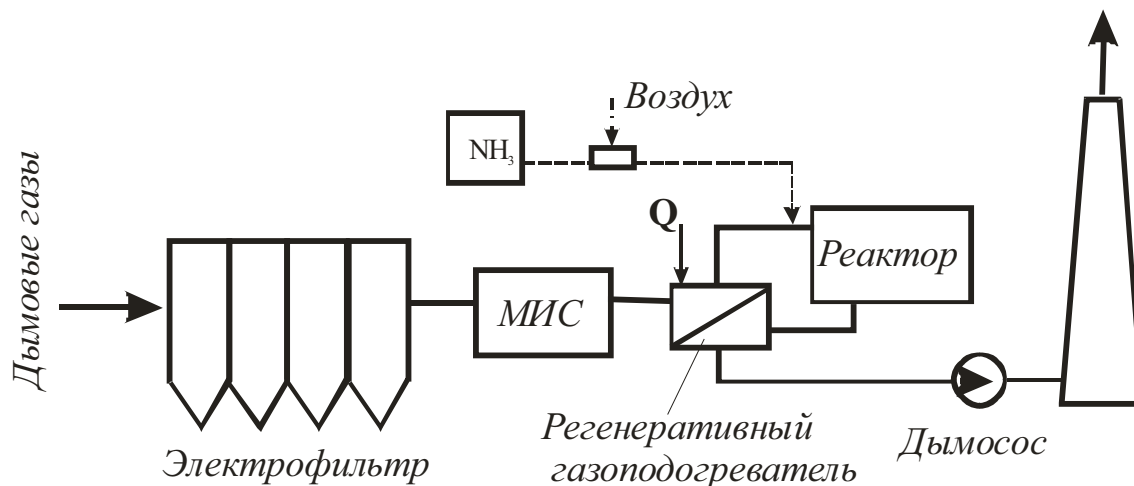 Дымовые газы
Воздух
NH₃
Q
Реактор
МИС
Электрофильтр
Регенеративный
газоподогреватель
Дымосос